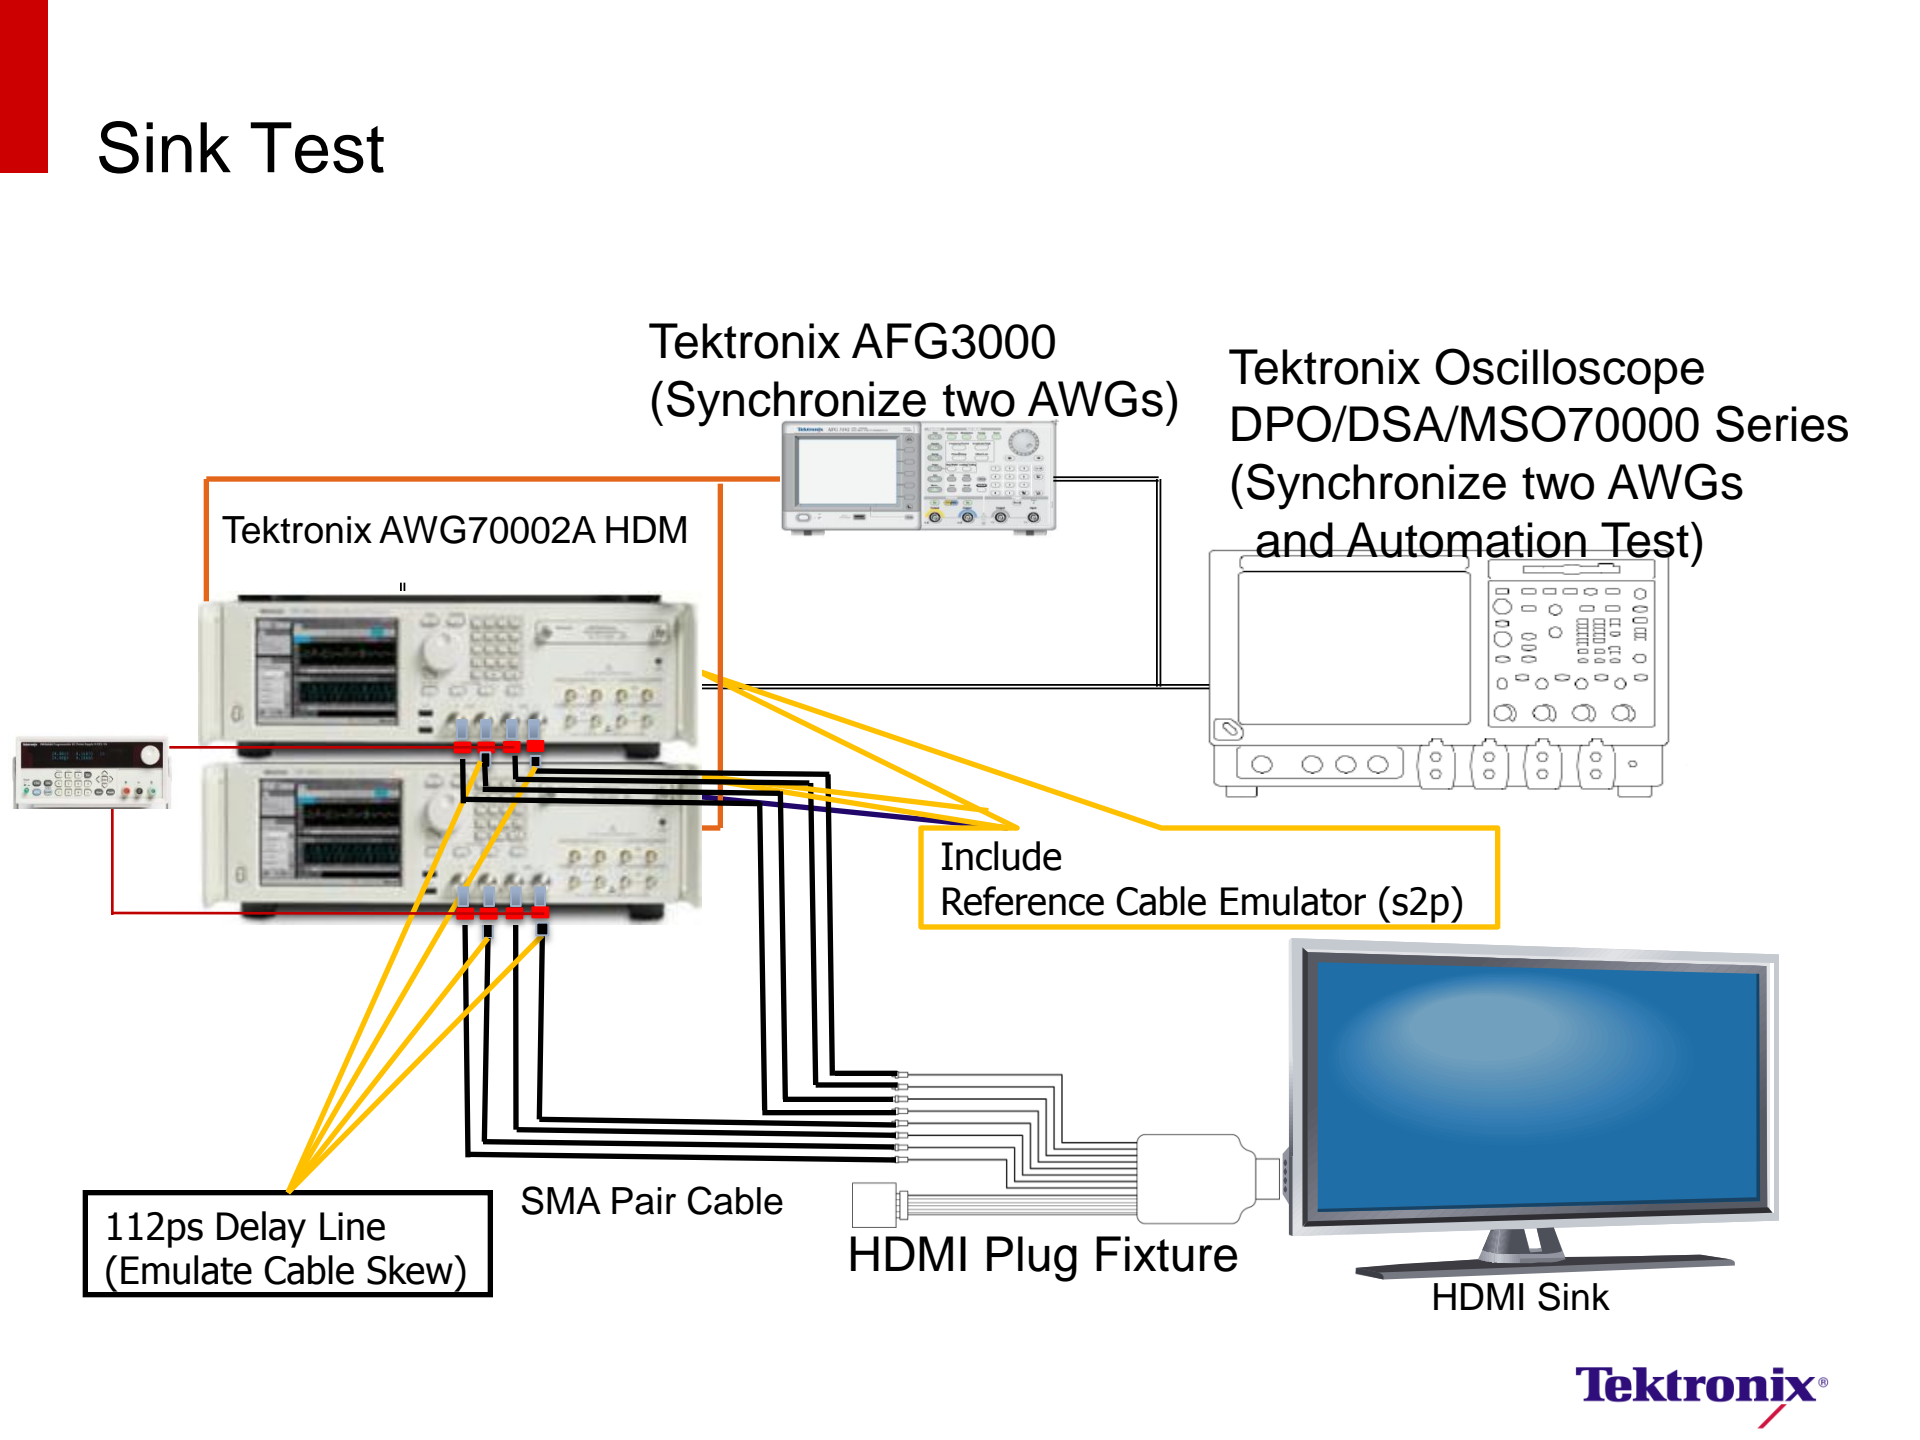 Sink Test
Tektronix AFG3000
(Synchronize two AWGs)
Tektronix Oscilloscope
DPO/DSA/MSO70000 Series
(Synchronize two AWGs
and Automation Test)
Tektronix AWG70002A HDM
Tektronix
Include
Reference Cable Emulator (s2p)
112ps Delay Line
(Emulate Cable Skew)
SMA Pair Cable
HDMI Plug Fixture
HDMI Sink
Tektronix®